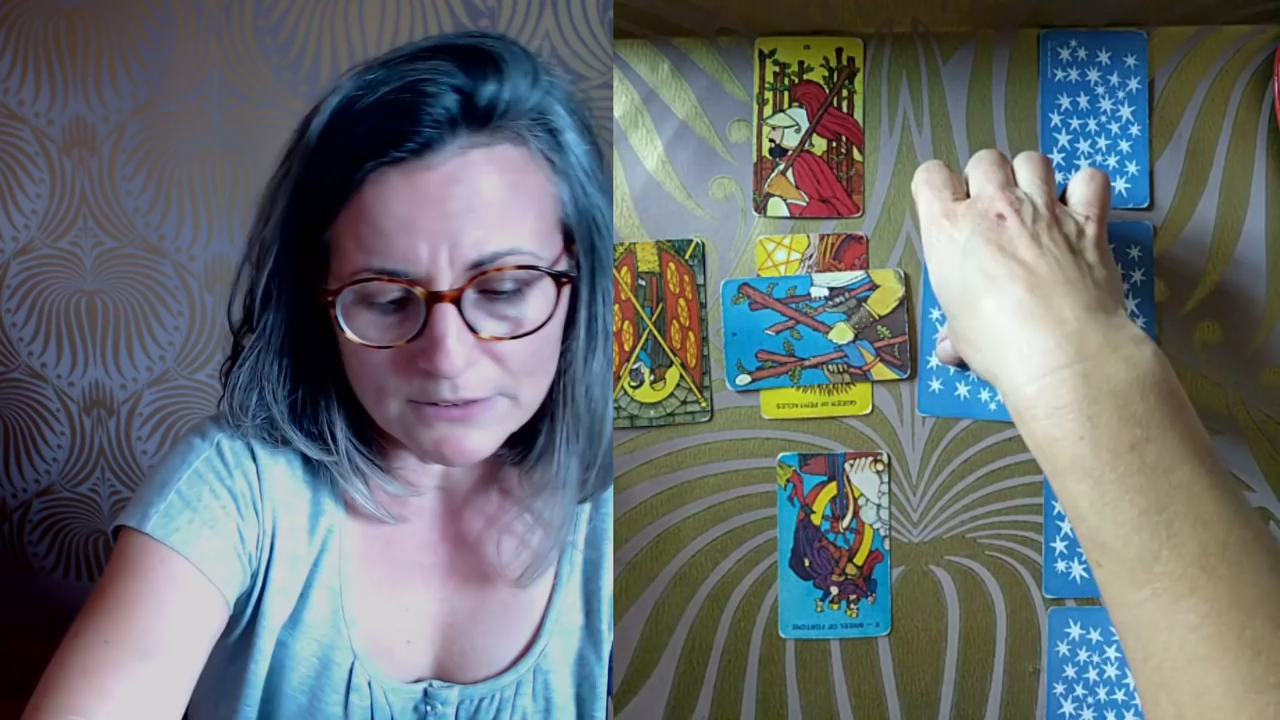 QUEEN OF PENTACLES
X — WHEEL OF FORTUNE